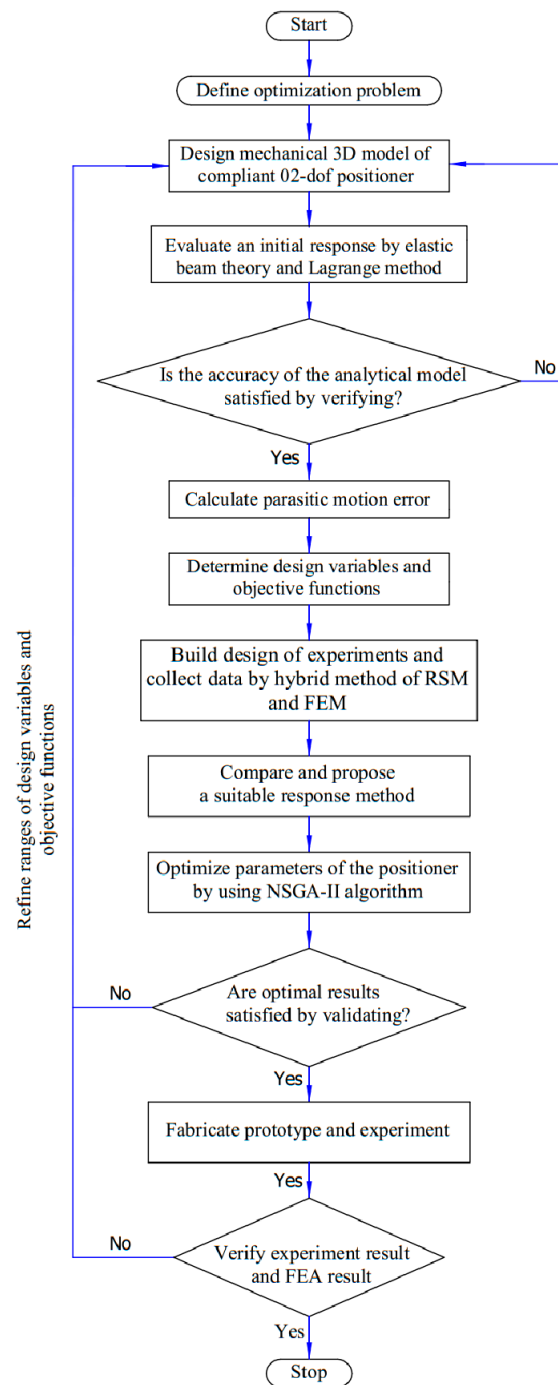 Start
Define optimization problem
Design mechanical 3D model of
compliant 02-dof positioner
Evaluate an initial response by elastic
beam theory and Lagrange method
Is the accuracy of the analytical model
satisfied by verifying?
No
Yes
Calculate parasitic motion error
Determine design variables and
objective functions
Build design of experiments and
collect data by hybrid method of RSM
and FEM
Compare and propose
a suitable response method
Optimize parameters of the positioner
by using NSGA-II algorithm
Refine ranges of design variables and
objective functions
Are optimal results
satisfied by validating?
No
Yes
Fabricate prototype and experiment
Yes
Verify experiment result
and FEA result
No
Yes
Stop